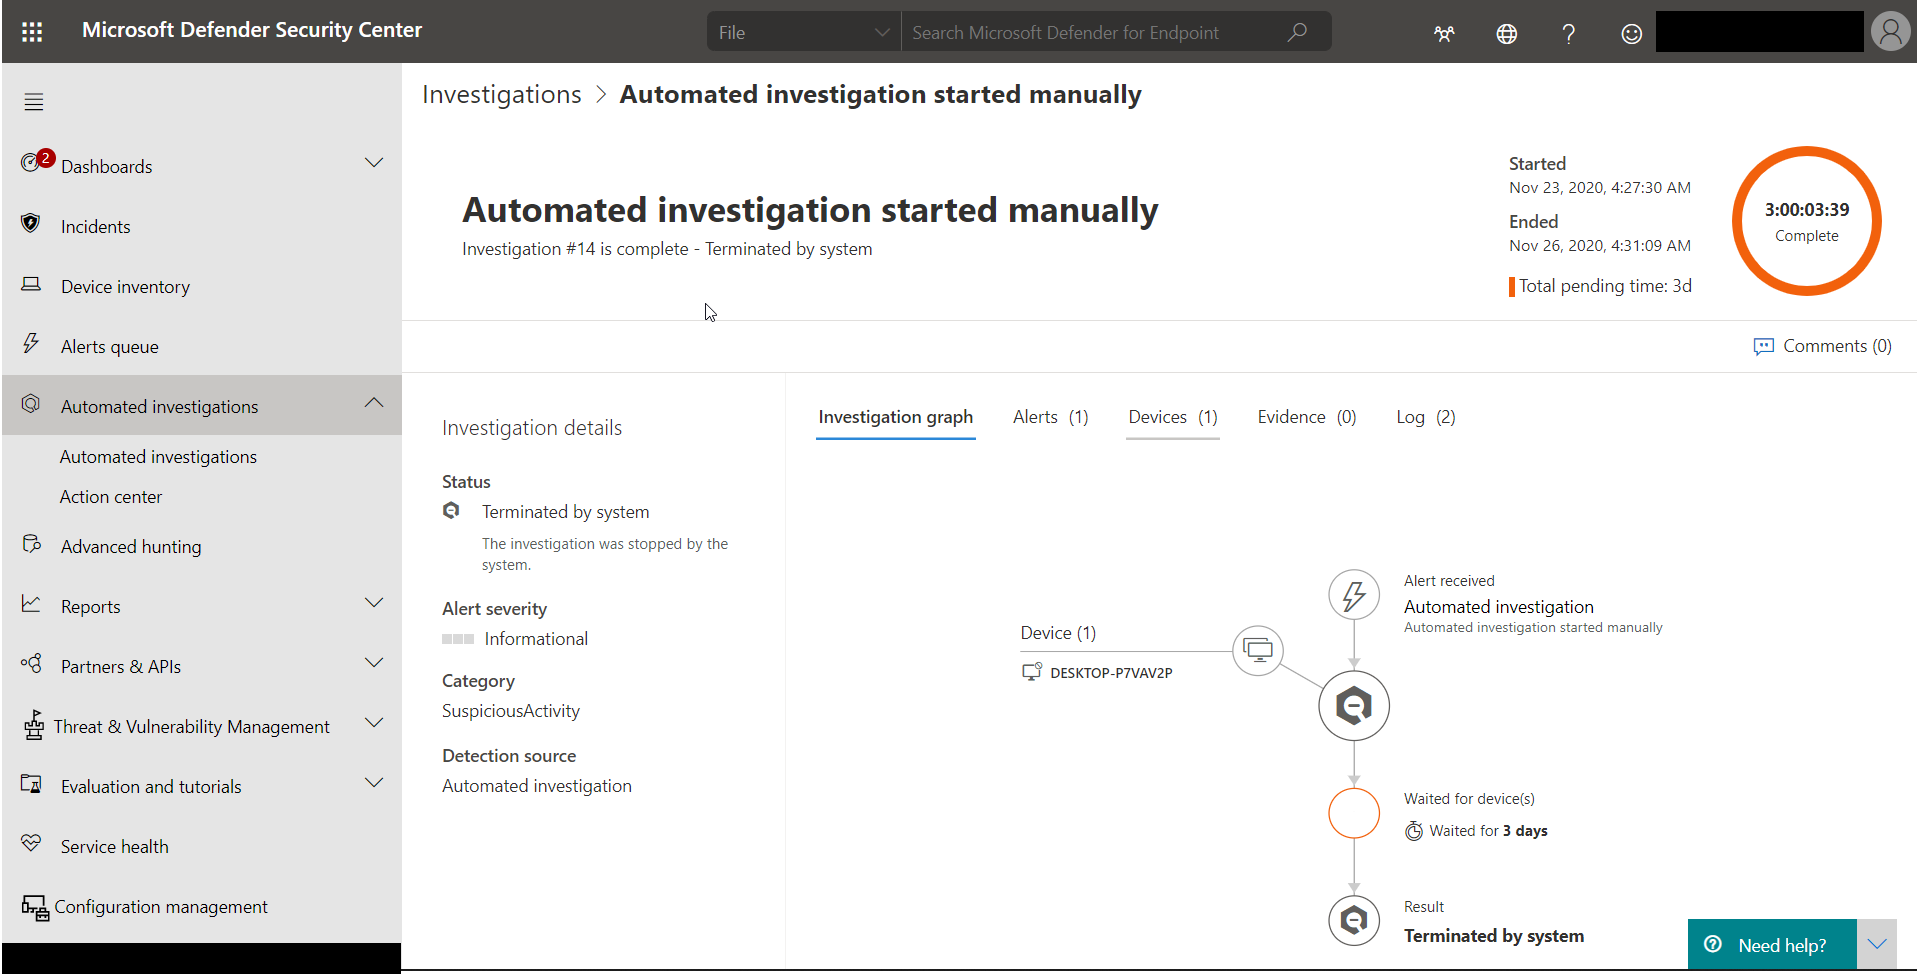 Microsoft Defender Security Center
File
Search Microsoft Defender for Endpoint
Investigations > Automated investigation started manually
2
Dashboards
Incidents
Device inventory
Alerts queue
Automated investigations
Automated investigations
Action center
Advanced hunting
Reports
Partners & APIs
Threat & Vulnerability Management
Evaluation and tutorials
Service health
Configuration management
Automated investigation started manually
Investigation #14 is complete - Terminated by system
Started
Nov 23, 2020, 4:27:30 AM
Ended
Nov 26, 2020, 4:31:09 AM
Total pending time: 3d
3:00:03:39
Complete
Comments (0)
Investigation details
Status
Terminated by system
The investigation was stopped by the
system.
Alert severity
Informational
Category
SuspiciousActivity
Detection source
Automated investigation
Investigation graph
Alerts (1)
Devices (1)
Evidence (0)
Log (2)
Alert received
Automated investigation
Automated investigation started manually
Device (1)
DESKTOP-P7VAV2P
Waited for device(s)
Waited for 3 days
Result
Terminated by system
Need help?